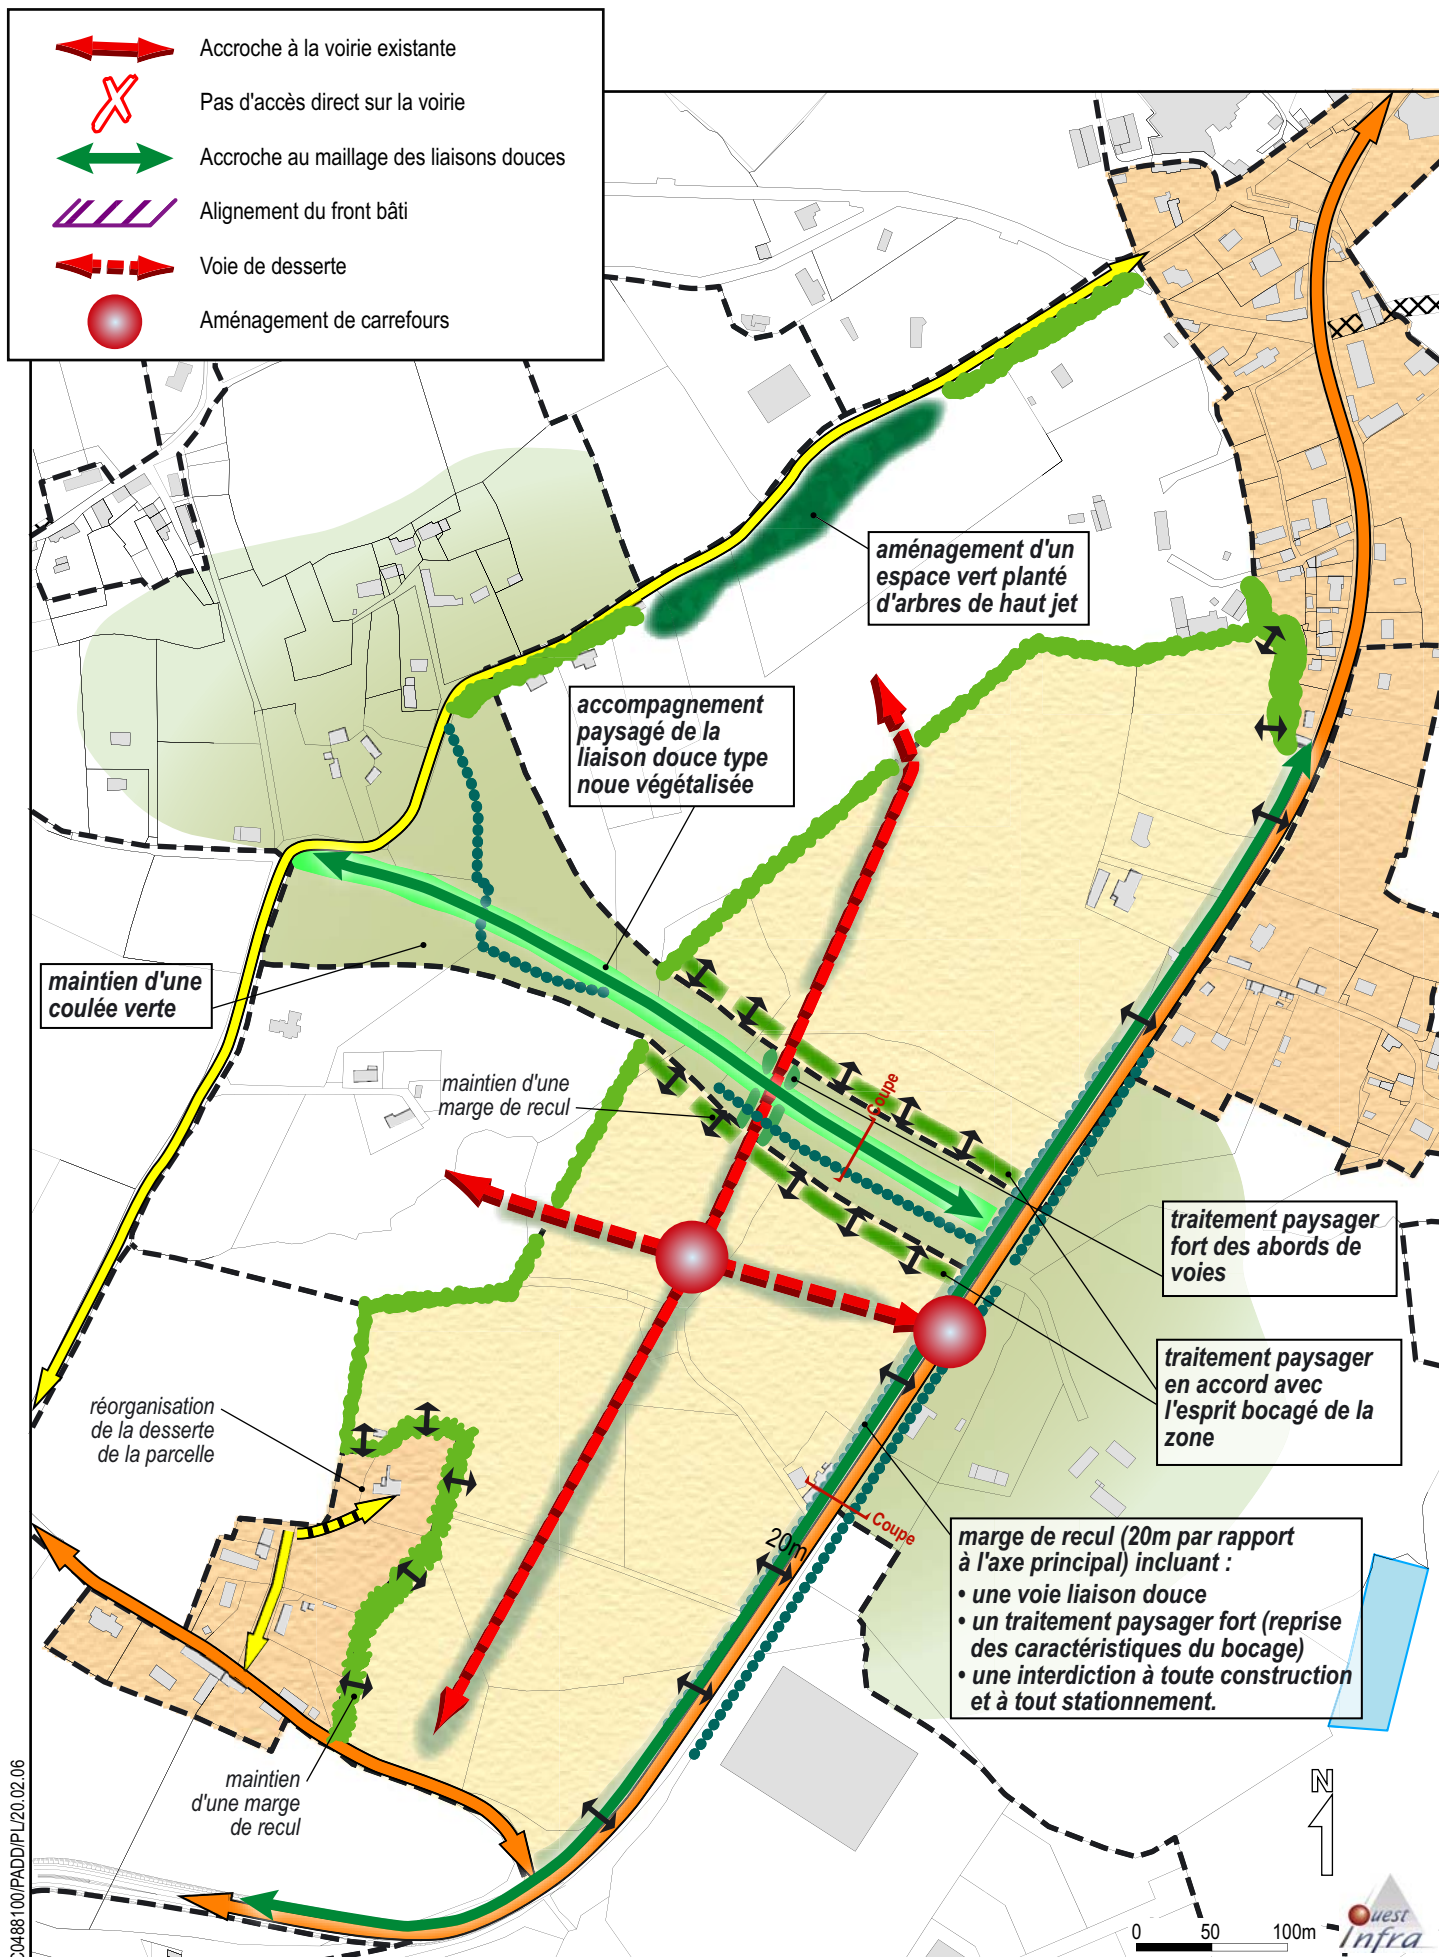 Accroche à la voirie existante
Pas d'accès direct sur la voirie
Accroche au maillage des liaisons douces
Alignement du front bâti
Voie de desserte
Aménagement de carrefours
aménagement d'un
espace vert planté
d'arbres de haut jet
accompagnement
paysagé de la
liaison douce type
noue végétalisée
maintien d'une
coulée verte
maintien d'une
marge de recul
Coupe
traitement paysager
fort des abords de
voies
traitement paysager
en accord avec
l'esprit bocagé de la
zone
réorganisation
de la desserte
de la parcelle
Coupe
20m
marge de recul (20m par rapport
à l'axe principal) incluant :
• une voie liaison douce
• un traitement paysager fort (reprise
des caractéristiques du bocage)
• une interdiction à toute construction
et à tout stationnement.
maintien
d'une marge
de recul
N
0 50 100m
Ouest
Infra
C0488100/PADD/PL/20.02.06